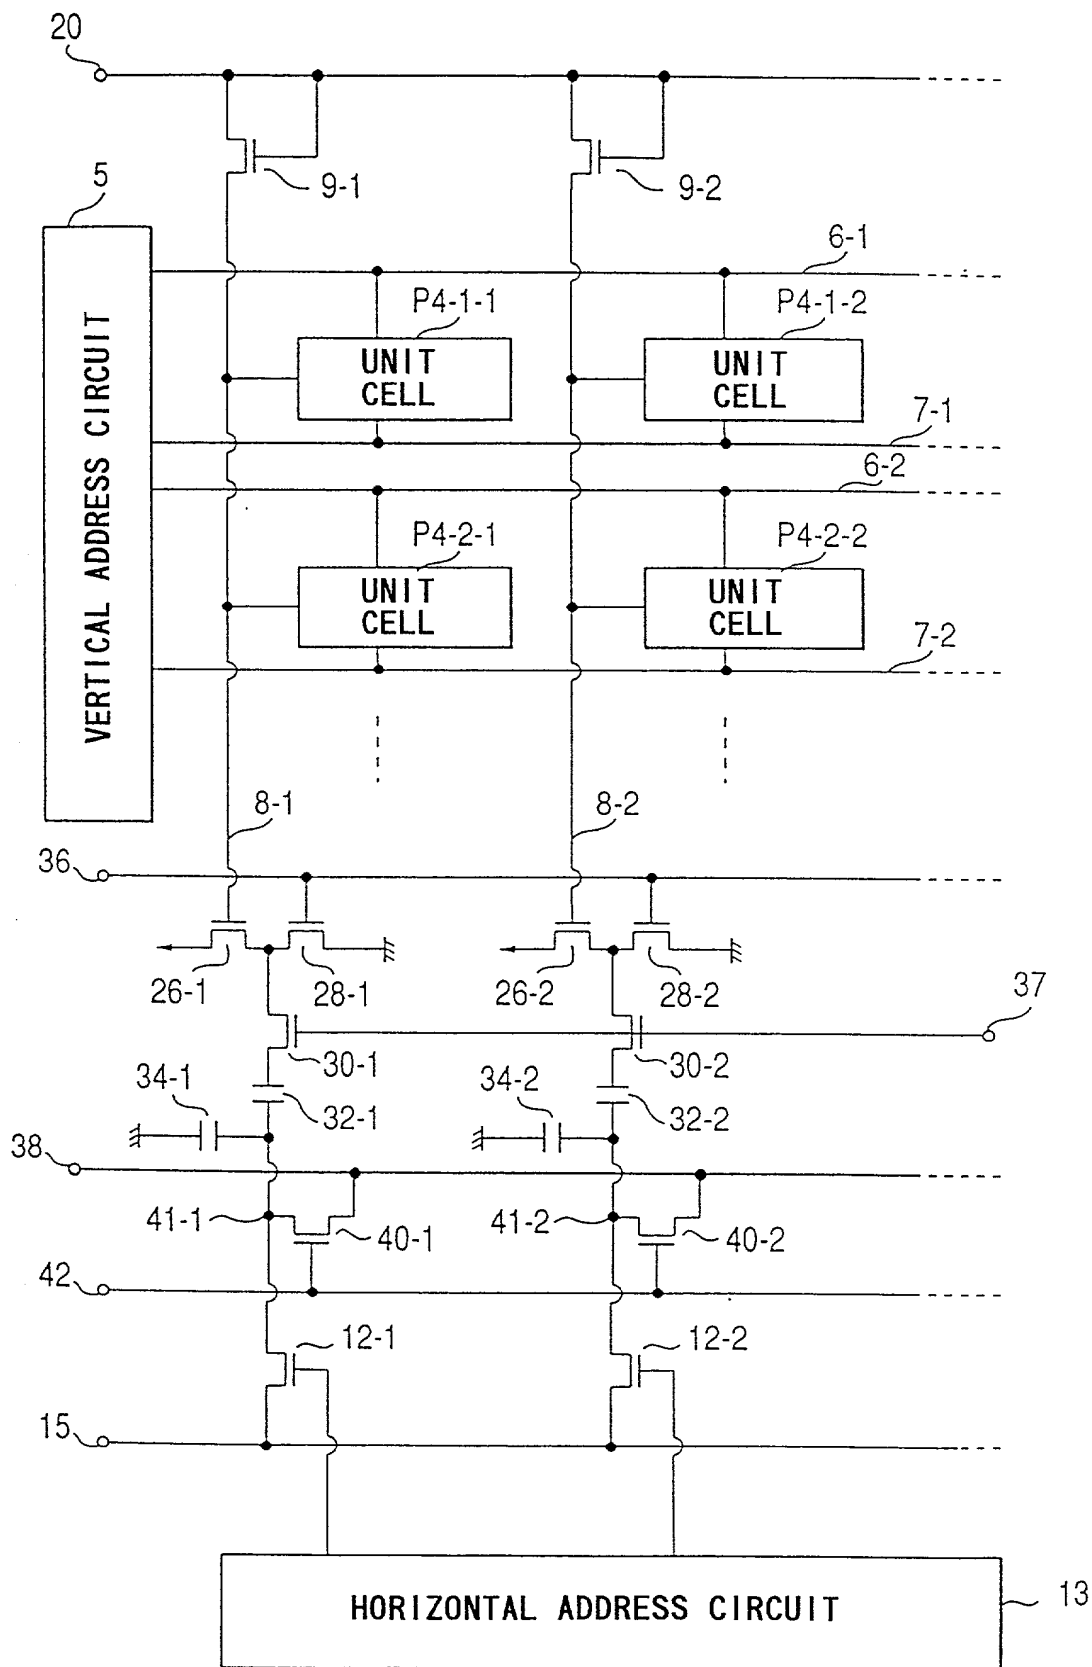 20
9-1
9-2
5
VERTICAL ADDRESS CIRCUIT
6-1
P4-1-1
P4-1-2
UNIT
CELL
UNIT
CELL
7-1
6-2
P4-2-1
P4-2-2
UNIT
CELL
UNIT
CELL
7-2
8-1
8-2
36
26-1
28-1
26-2
28-2
37
30-1
30-2
34-1
34-2
32-1
32-2
38
41-1
40-1
41-2
40-2
42
12-1
12-2
15
HORIZONTAL ADDRESS CIRCUIT
13